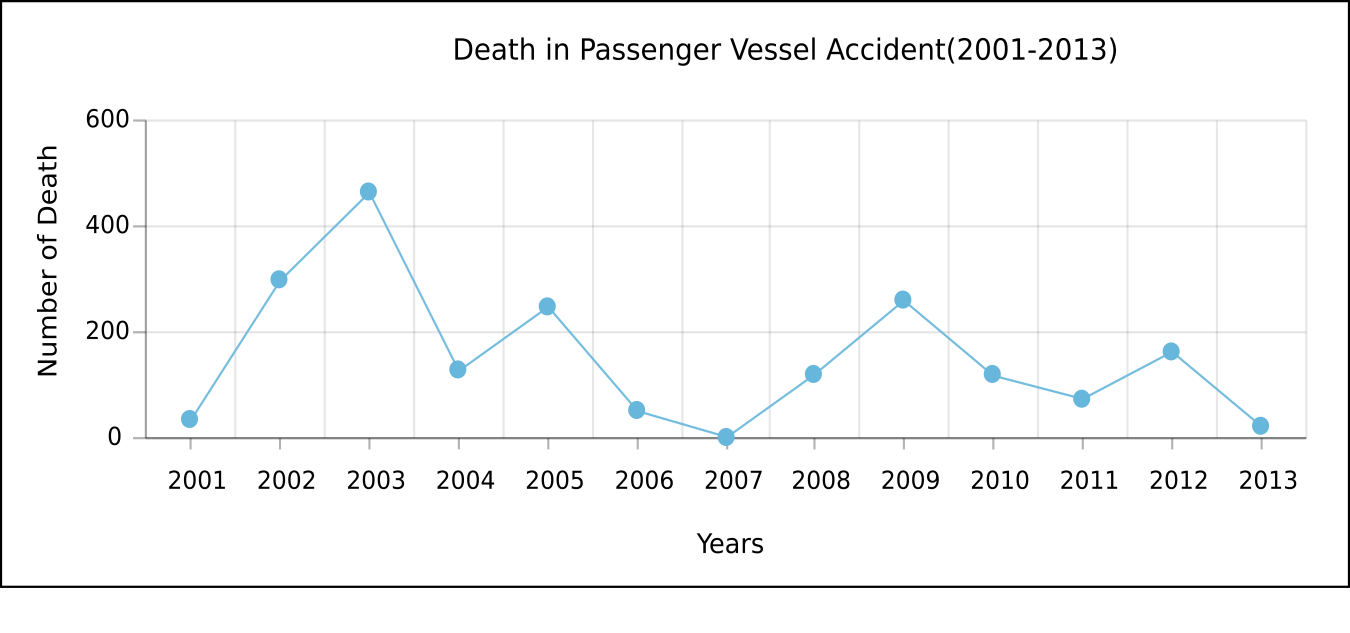 Death in Passenger Vessel Accident(2001-2013)
Number of Death
600
400
200
0
2001 2002 2003 2004 2005 2006 2007 2008 2009 2010 2011 2012 2013
Years